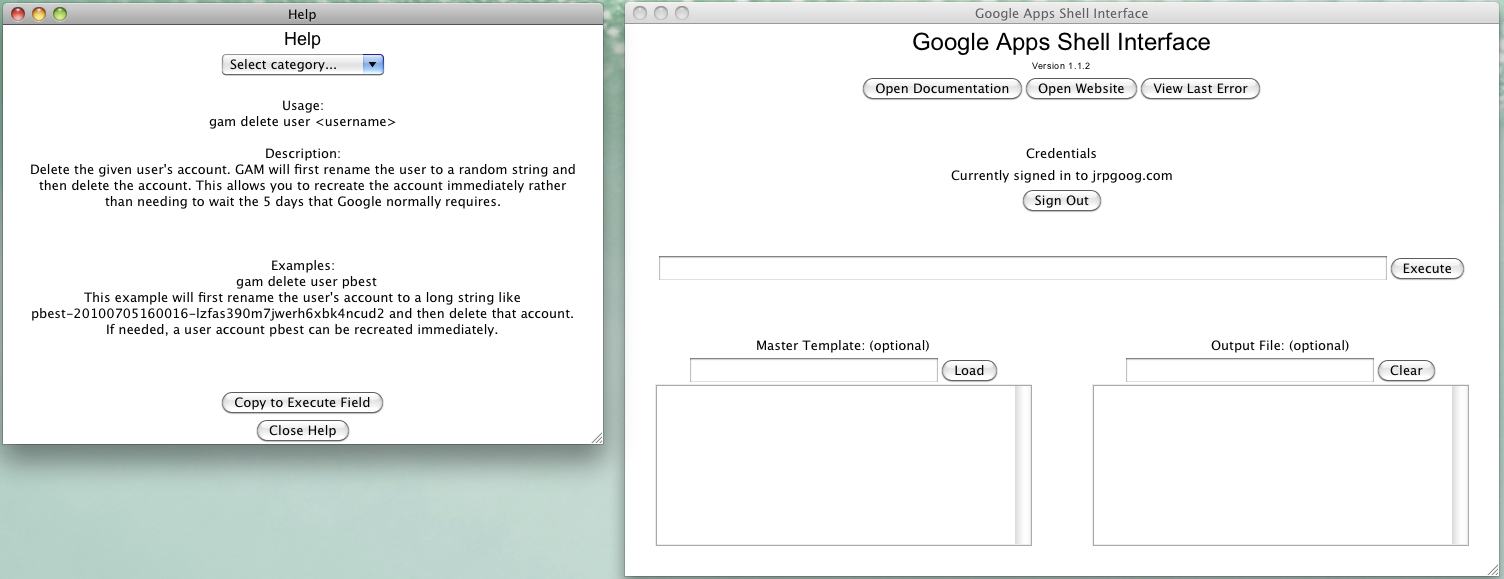 Help
Help
Select category...
Usage:
gam delete user <username>
Description:
Delete the given user's account. GAM will first rename the user to a random string and
then delete the account. This allows you to recreate the account immediately rather
than needing to wait the 5 days that Google normally requires.
Examples:
gam delete user pbest
This example will first rename the user's account to a long string like
pbest-20100705160016-lzfas390m7jwerh6xbk4ncud2 and then delete that account.
If needed, a user account pbest can be recreated immediately.
Copy to Execute Field
Close Help
Google Apps Shell Interface
Google Apps Shell Interface
Version 1.1.2
Open Documentation
Open Website
View Last Error
Credentials
Currently signed in to jrpgoog.com
Sign Out
Execute
Master Template: (optional)
Load
Output File: (optional)
Clear